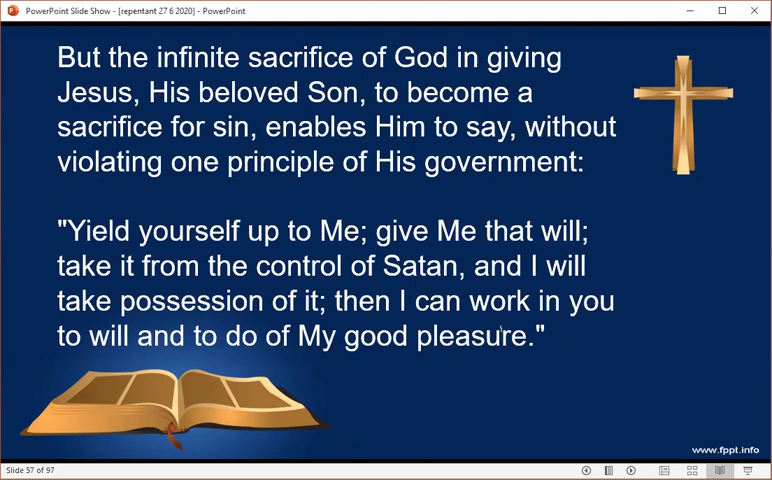 PowerPoint Slide Show - [repentant 27 6 2020] - PowerPoint
But the infinite sacrifice of God in giving
Jesus, His beloved Son, to become a
sacrifice for sin, enables Him to say, without
violating one principle of His government:
"Yield yourself up to Me; give Me that will;
take it from the control of Satan, and I will
take possession of it; then I can work in you
to will and to do of My good pleasure."
www.fppt.info
Slide 57 of 97